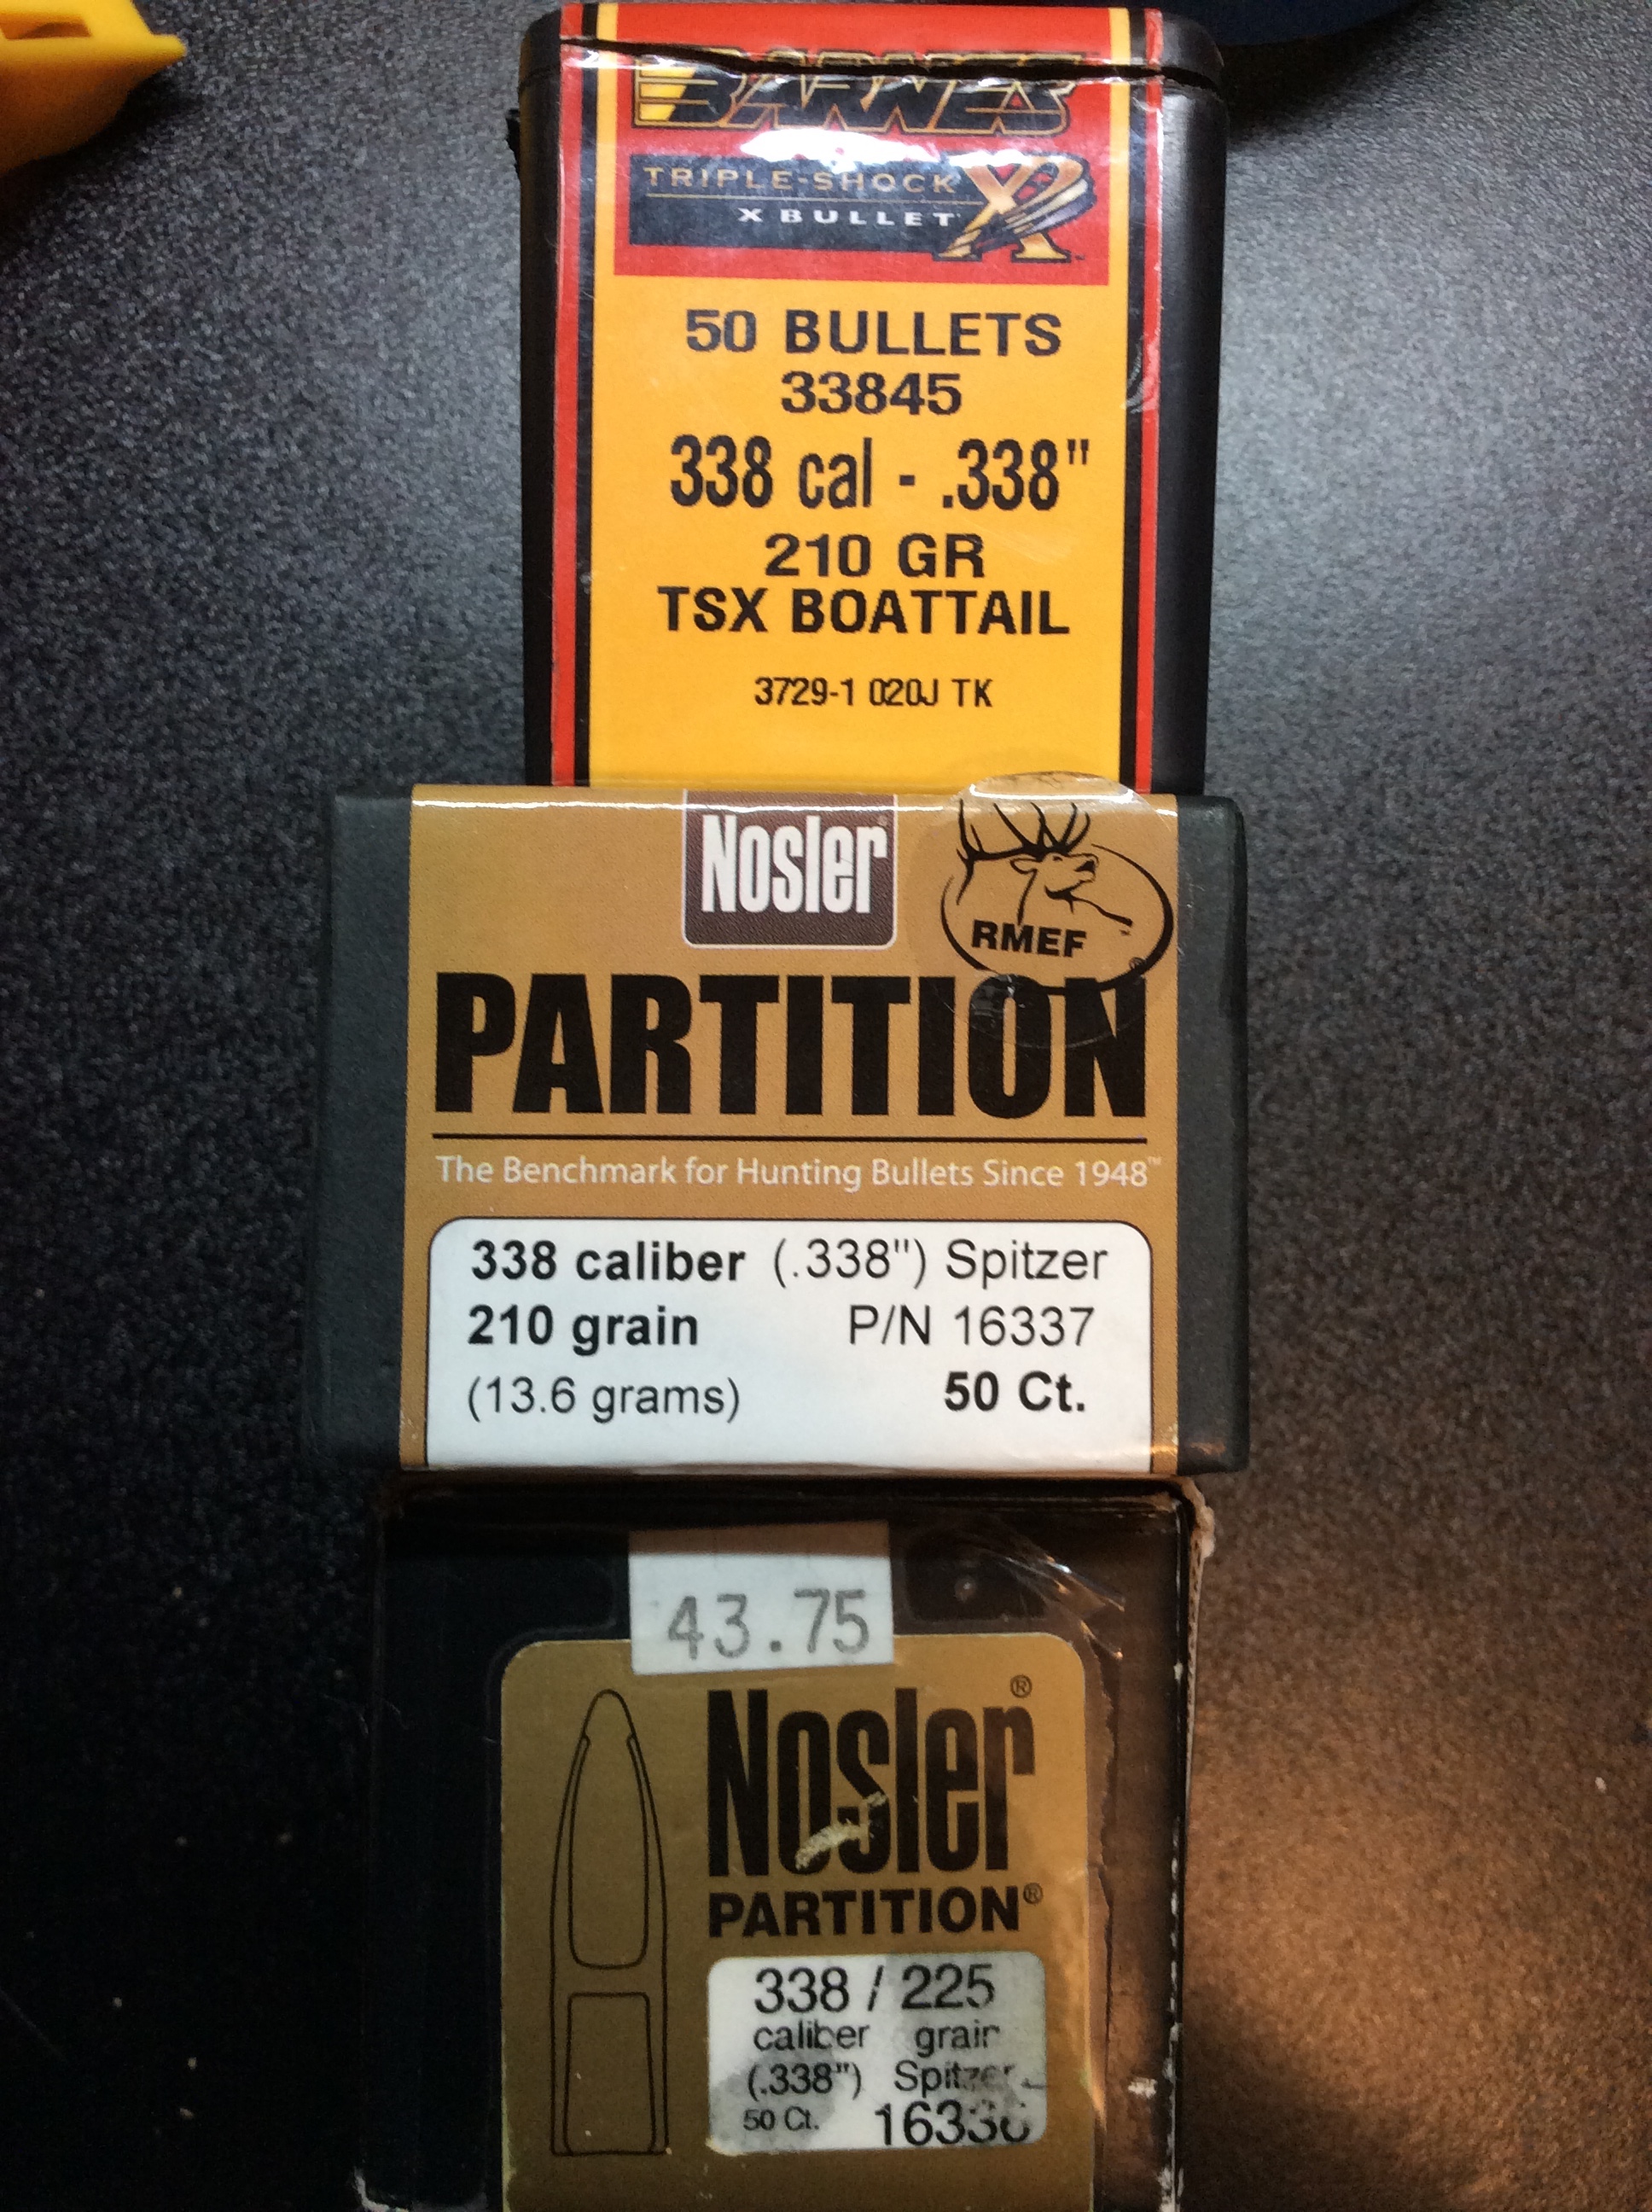 BARNES
TRIPLE-SHOCK
X BULLET
50 BULLETS
33845
338 cal - .338"
210 GR
TSX BOATTAIL
3729-1 020J TK
Nosler
RMEF
PARTITION
The Benchmark for Hunting Bullets Since 1948™
338 caliber (.338") Spitzer
210 grain P/N 16337
(13.6 grams) 50 Ct.
43.75
Nosler®
PARTITION®
338 / 225
caliber grain
(.338") Spitzer
50 Ct.